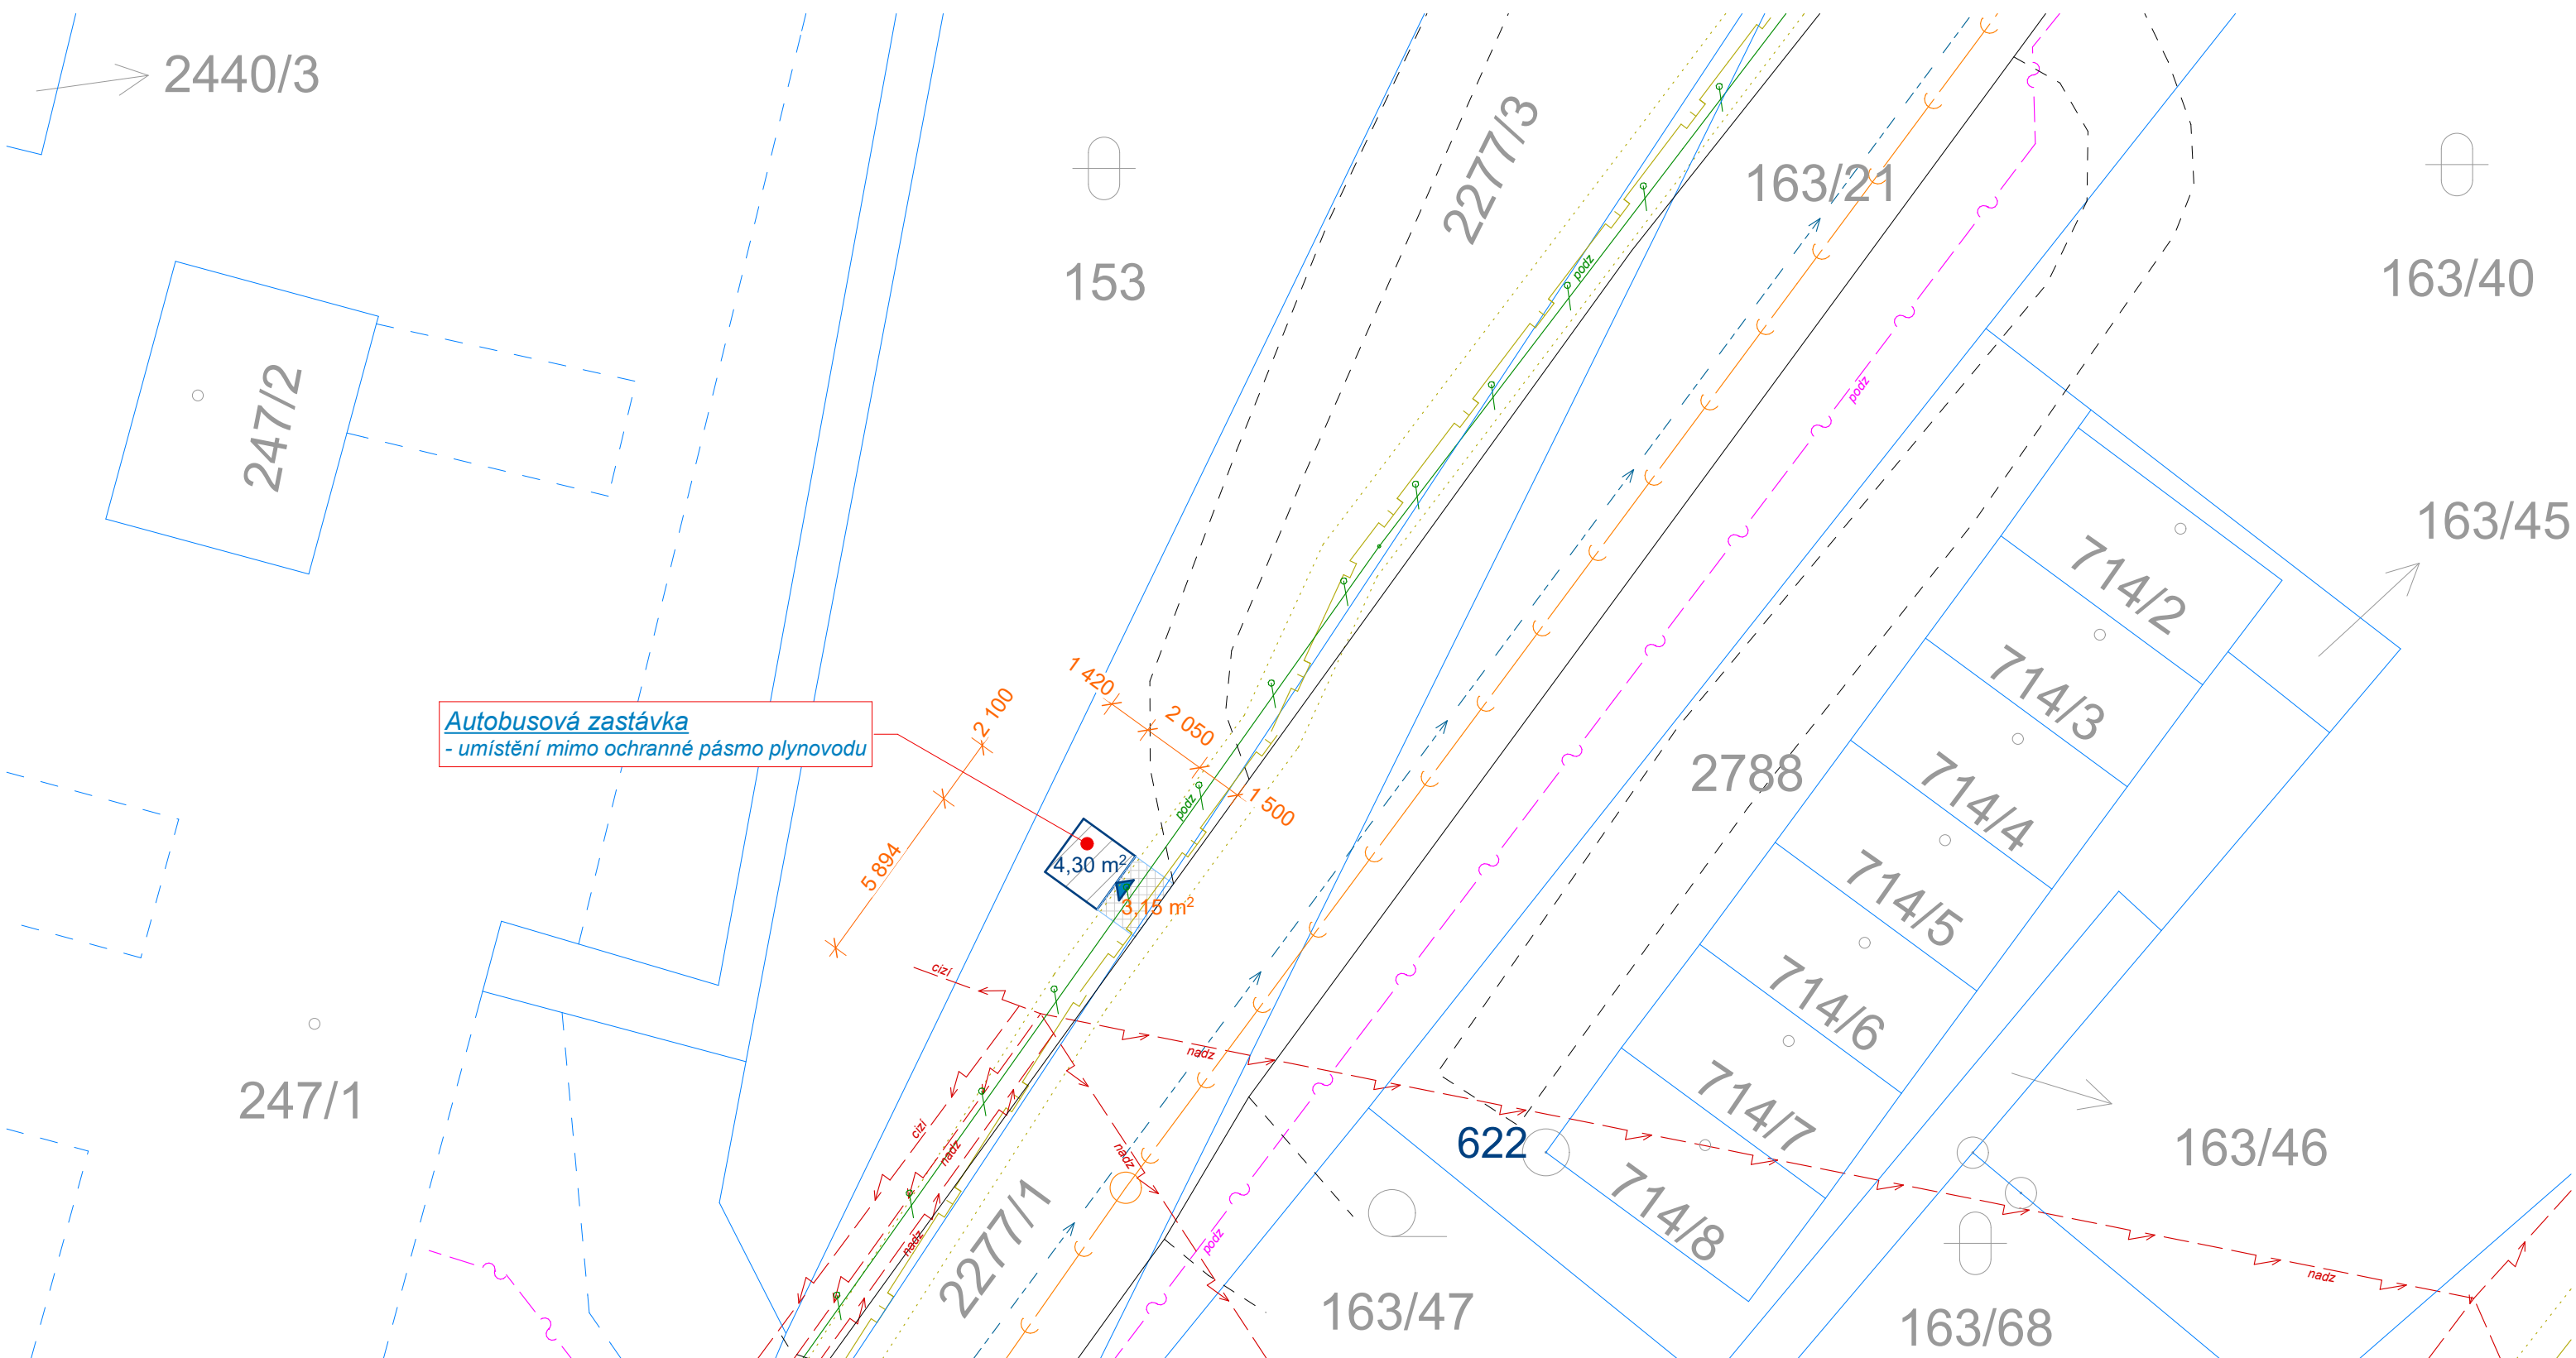 2440/3
2277/3
163/21
153
163/40
247/2
163/45
podz
podz
714/2
714/3
1 420
2 100
2 050
Autobusová zastávka
- umístění mimo ochranné pásmo plynovodu
2788
714/4
podz
1 500
5 894
4,30 m²
3,15 m²
714/5
cizí
714/6
nadz
247/1
cizí
nadz
nadz
622
714/7
163/46
2277/1
nadz
podz
714/8
nadz
163/47
163/68